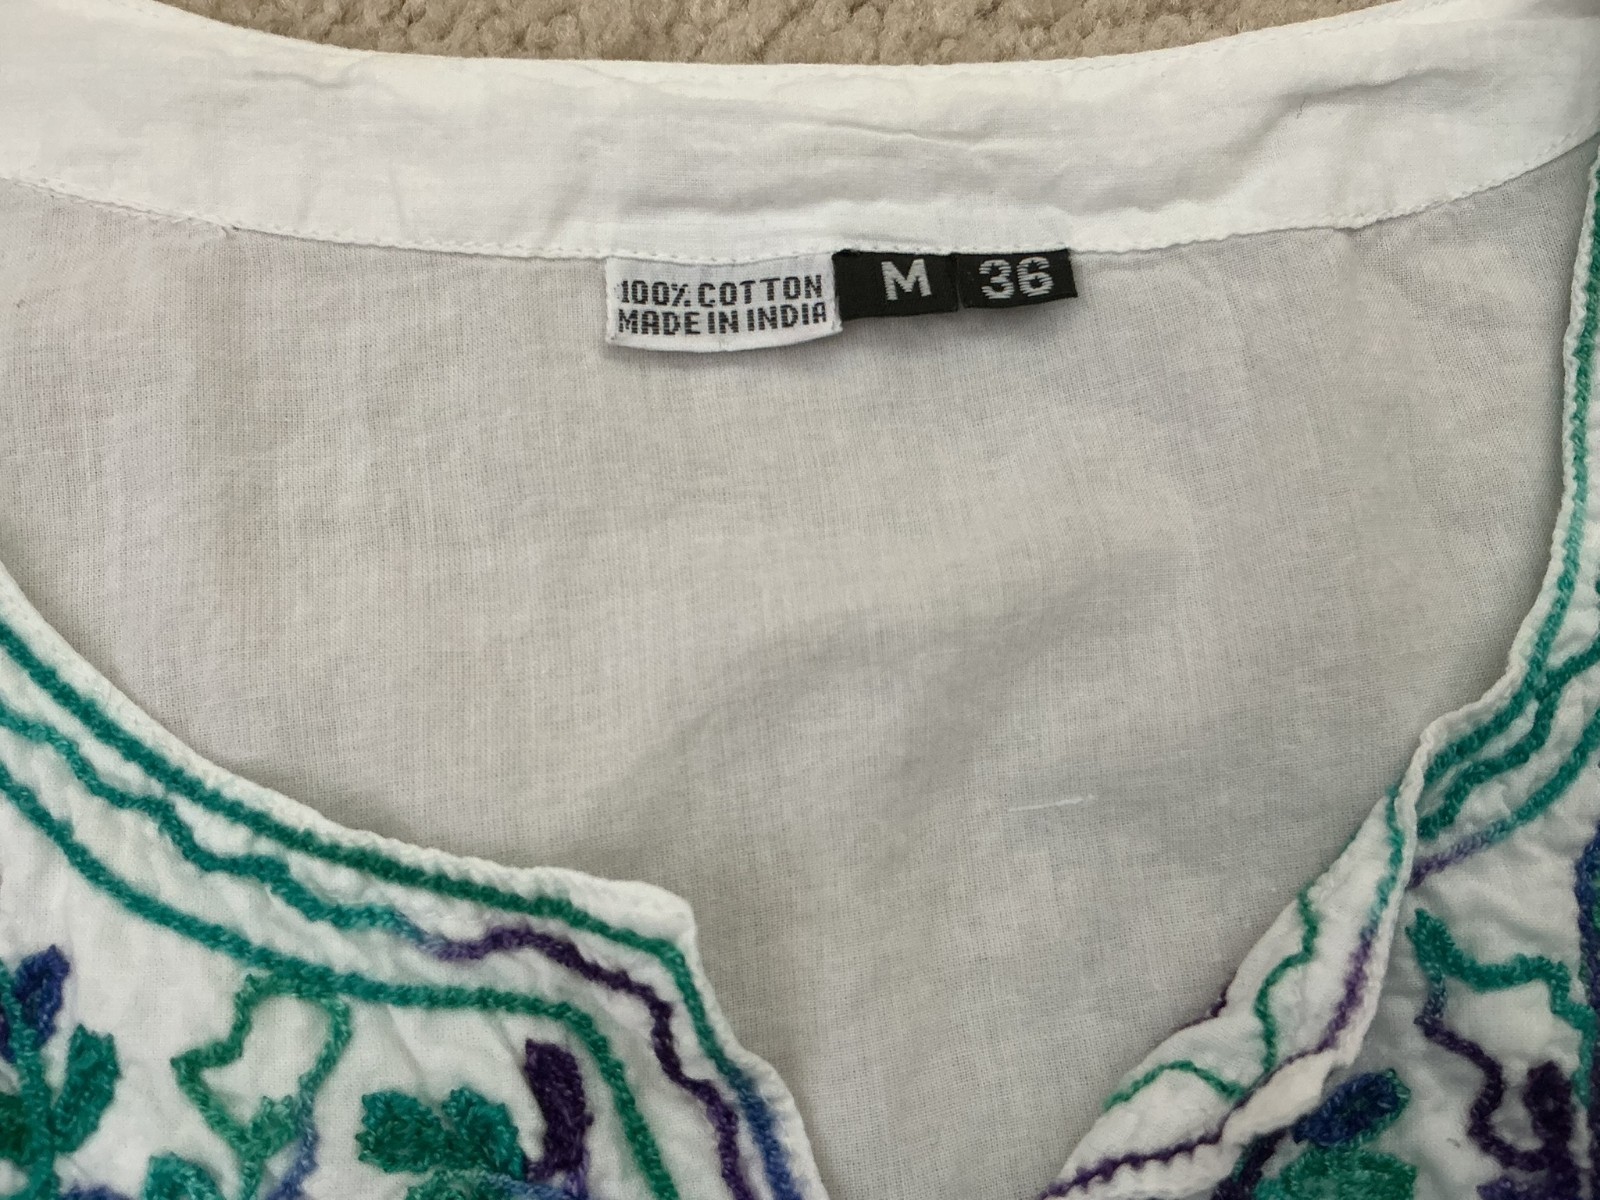 100% COTTON
MADE IN INDIA
M
36